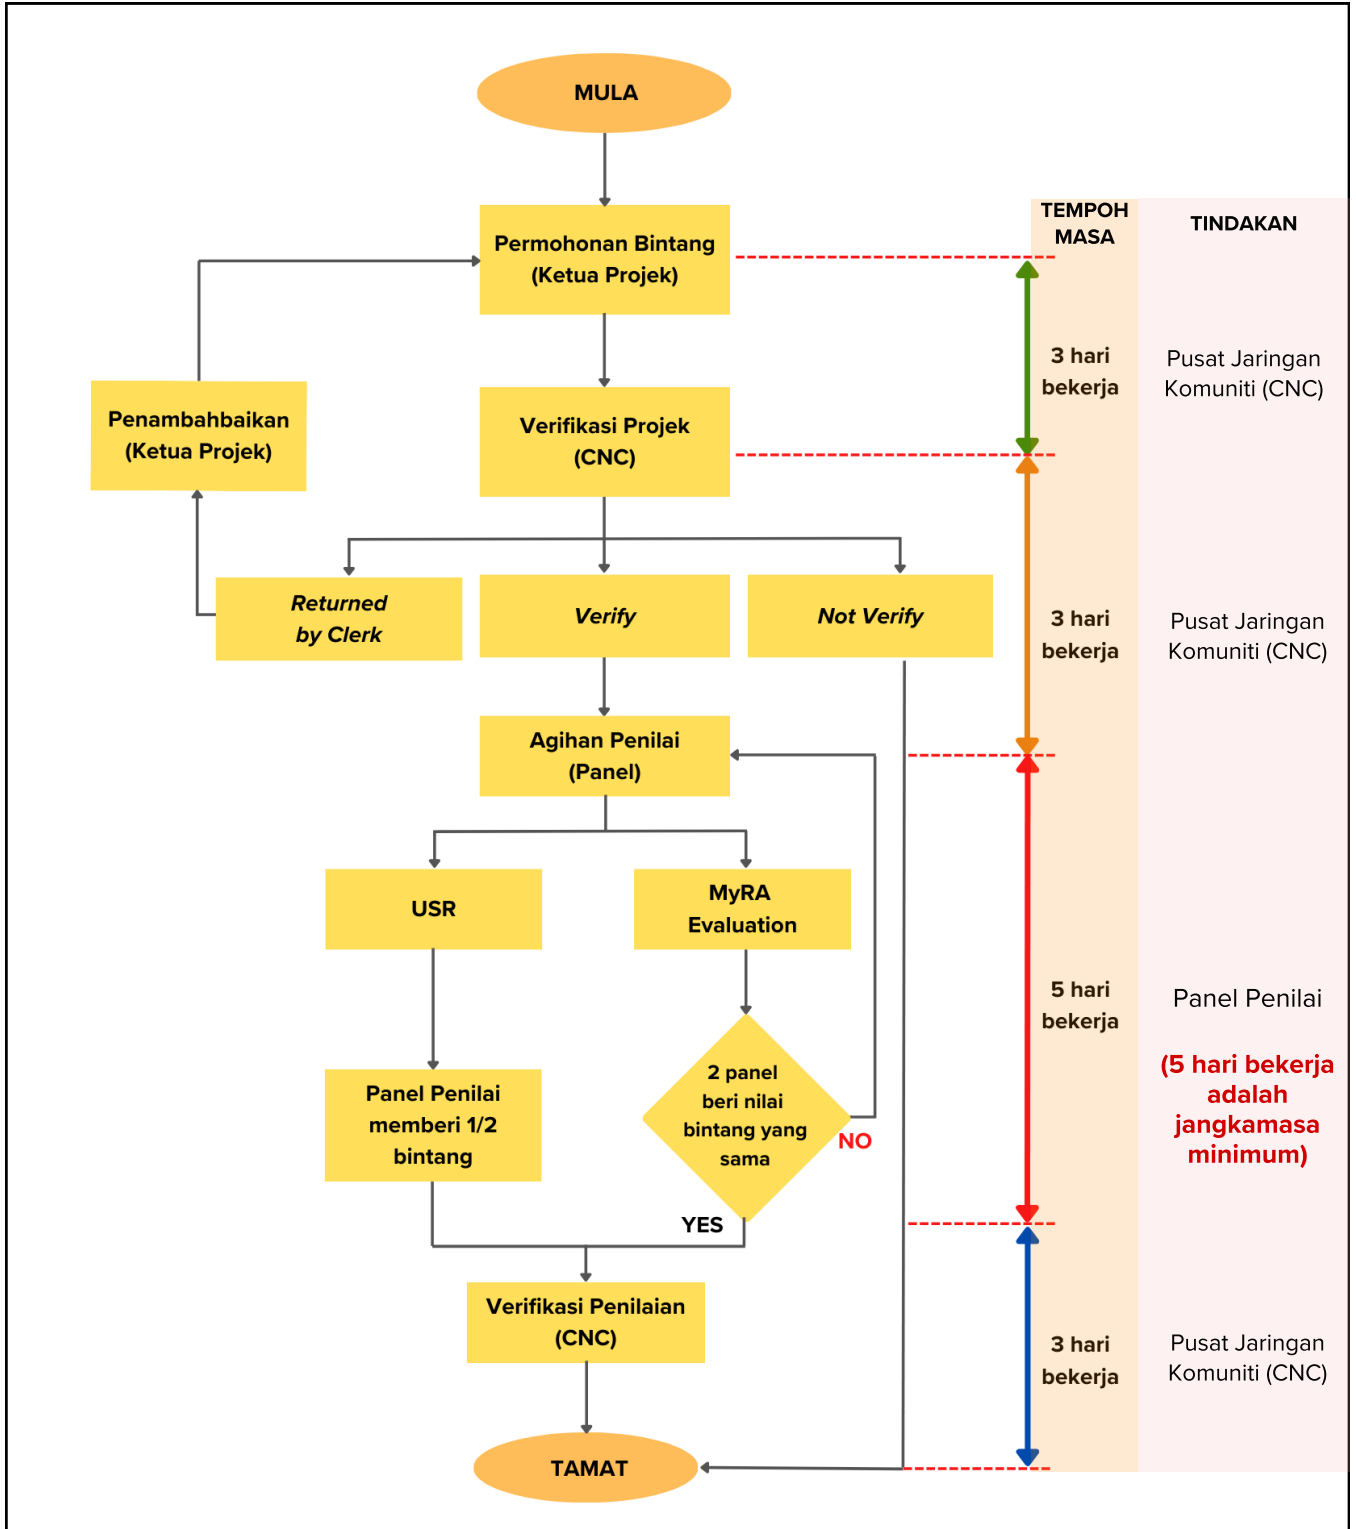 MULA
TEMPOH
MASA
TINDAKAN
Permohonan Bintang
(Ketua Projek)
3 hari
bekerja
Pusat Jaringan
Komuniti (CNC)
Penambahbaikan
(Ketua Projek)
Verifikasi Projek
(CNC)
Returned
by Clerk
Verify
Not Verify
3 hari
bekerja
Pusat Jaringan
Komuniti (CNC)
Agihan Penilai
(Panel)
USR
MyRA
Evaluation
5 hari
bekerja
Panel Penilai
(5 hari bekerja
adalah
jangkamasa
minimum)
Panel Penilai
memberi 1/2
bintang
2 panel
beri nilai
bintang yang
sama
NO
YES
Verifikasi Penilaian
(CNC)
3 hari
bekerja
Pusat Jaringan
Komuniti (CNC)
TAMAT